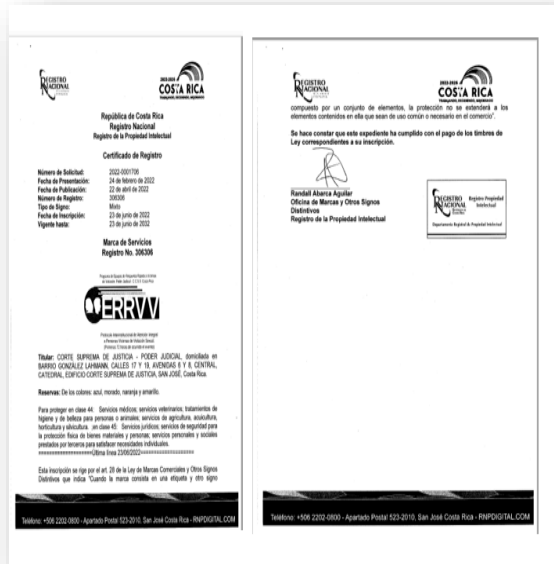 REGISTRO
NACIONAL
2022-2026
COSTA RICA
República de Costa Rica
Registro Nacional
Registro de la Propiedad Intelectual
Certificado de Registro
Número de Solicitud: 2022-0001706
Fecha de Presentación: 24 de febrero de 2022
Fecha de Publicación: 22 de abril de 2022
Número de Registro: 306306
Tipo de Signo: Mixto
Fecha de Inscripción: 23 de junio de 2022
Vigente hasta: 23 de junio de 2032
Marca de Servicios
Registro No. 306306
ERRVV
Titular: CORTE SUPREMA DE JUSTICIA - PODER JUDICIAL, domiciliada en
BARRIO GONZÁLEZ LAHMANN, CALLES 17 Y 19, AVENIDAS 6 Y 8, CENTRAL,
CATEDRAL, EDIFICIO CORTE SUPREMA DE JUSTICIA, SAN JOSÉ, Costa Rica.
Reservas: De los colores: azul, morado, naranja y amarillo.
Para proteger en clase 44: Servicios médicos; servicios veterinarios; tratamientos de
higiene y de belleza para personas o animales; servicios de agricultura, acuicultura,
horticultura y silvicultura. ;en clase 45: Servicios jurídicos; servicios de seguridad para
la protección física de bienes materiales y personas; servicios personales y sociales
prestados por terceros para satisfacer necesidades individuales.
====================Última línea 23/06/2022====================
Esta inscripción se rige por el art. 28 de la Ley de Marcas Comerciales y Otros Signos
Distintivos que indica "Cuando la marca consista en una etiqueta y otro signo
Teléfono: +506 2202-0800 - Apartado Postal 523-2010, San José Costa Rica - RNPDIGITAL.COM
REGISTRO
NACIONAL
2022-2026
COSTA RICA
compuesto por un conjunto de elementos, la protección no se extenderá a los
elementos contenidos en ella que sean de uso común o necesario en el comercio".
Se hace constar que este expediente ha cumplido con el pago de los timbres de
Ley correspondientes a su inscripción.
Randall Abarca Aguilar
Oficina de Marcas y Otros Signos
Distintivos
Registro de la Propiedad Intelectual
REGISTRO
NACIONAL
Registro Propiedad
Intelectual
Departamento Registral de Propiedad Intelectual
Teléfono: +506 2202-0800 - Apartado Postal 523-2010, San José Costa Rica - RNPDIGITAL.COM